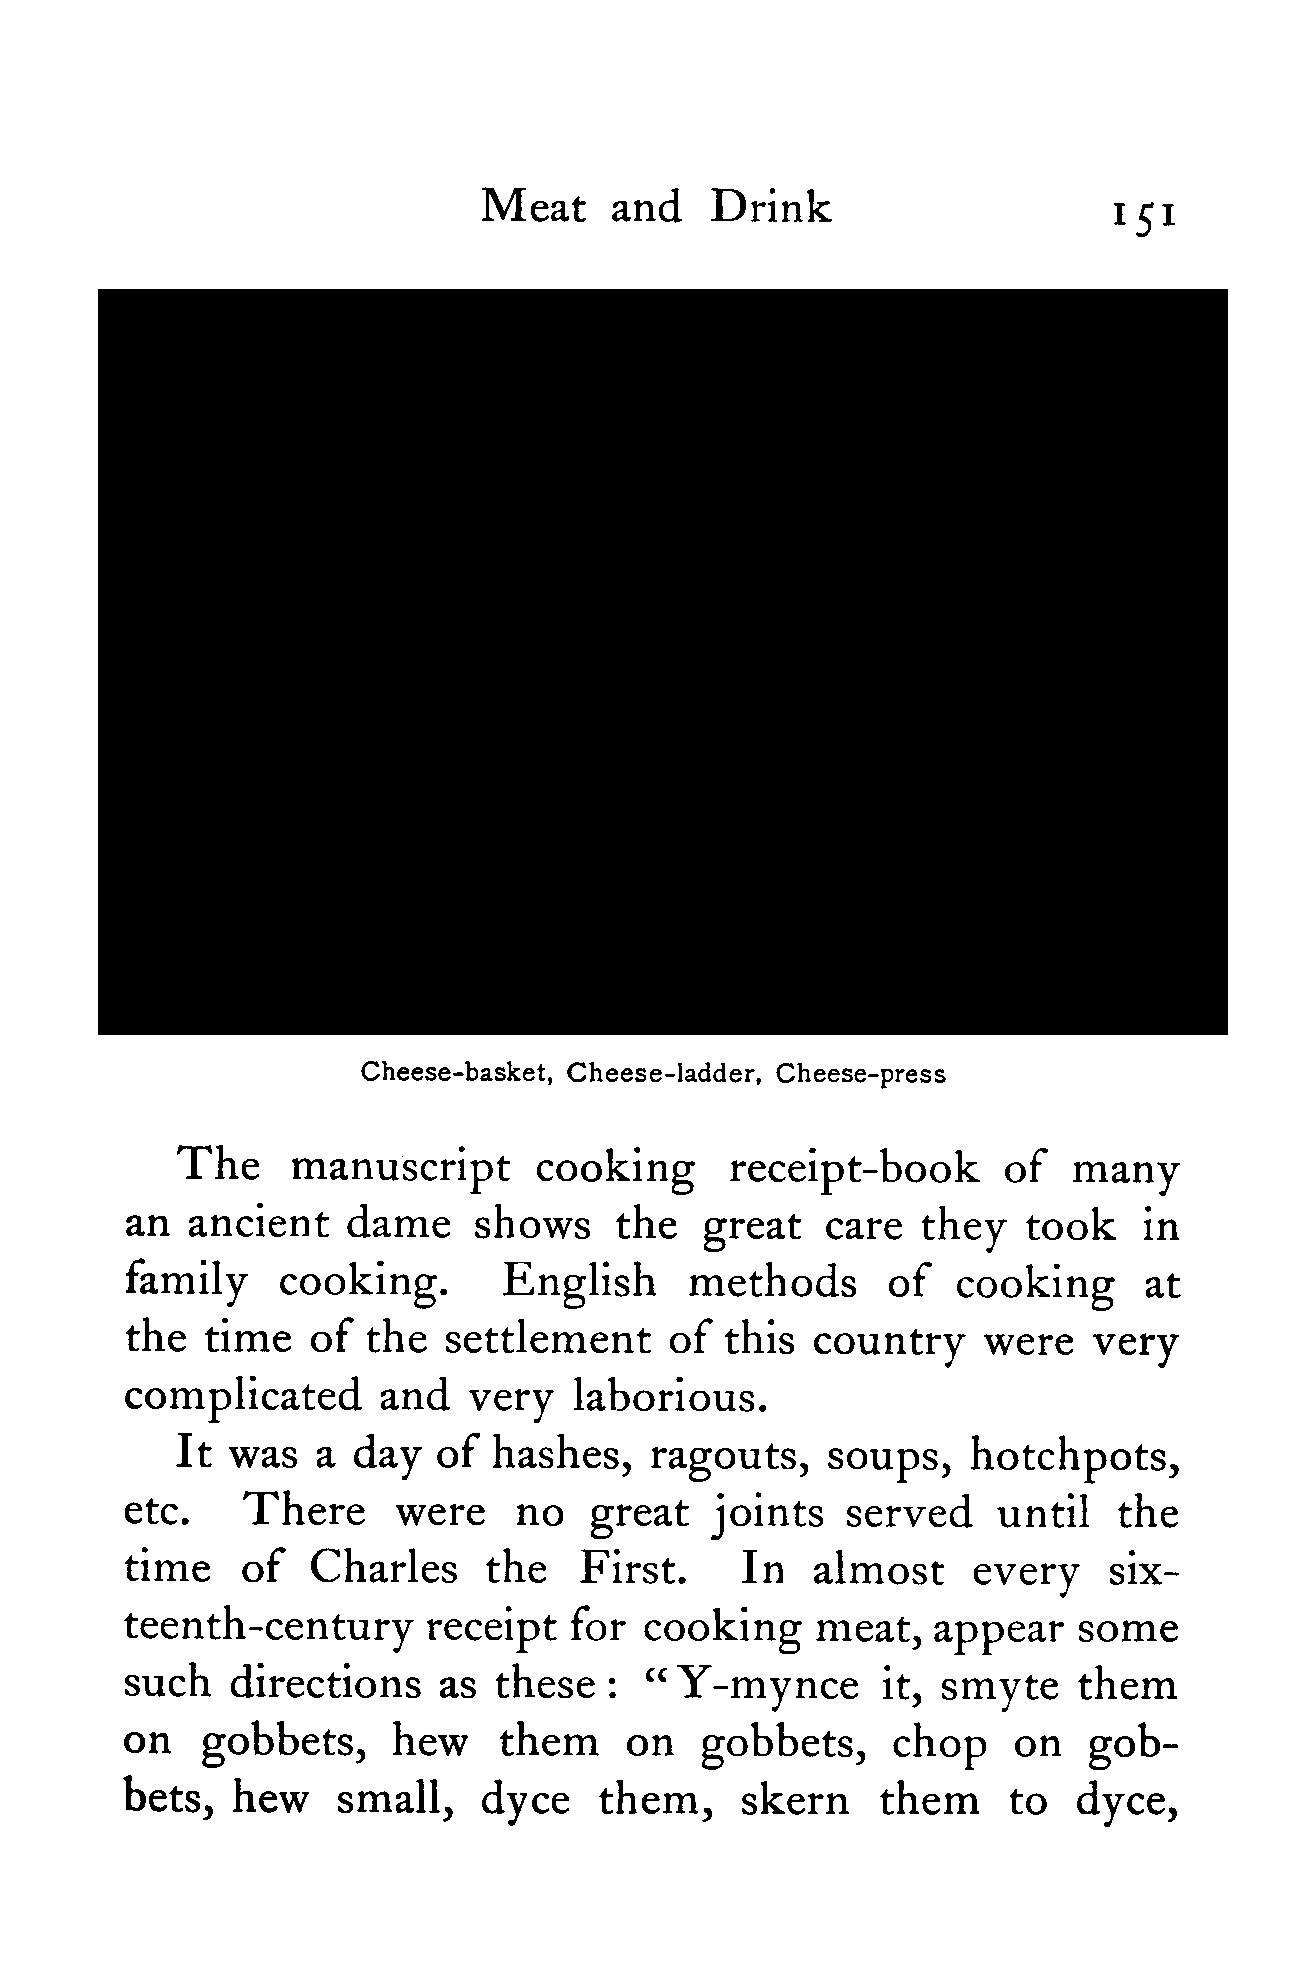 Meat and Drink 151
Cheese-basket, Cheese-ladder, Cheese-press
The manuscript cooking receipt-book of many
an ancient dame shows the great care they took in
family cooking. English methods of cooking at
the time of the settlement of this country were very
complicated and very laborious.
It was a day of hashes, ragouts, soups, hotchpots,
etc. There were no great joints served until the
time of Charles the First. In almost every six-
teenth-century receipt for cooking meat, appear some
such directions as these : “Y-mynce it, smyte them
on gobbets, hew them on gobbets, chop on gob-
bets, hew small, dyce them, skern them to dyce,